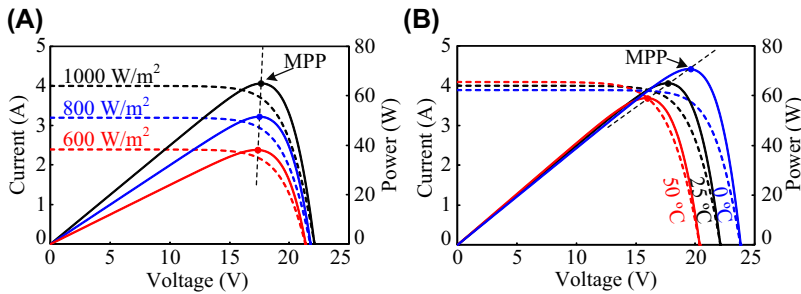 (A)
5
4
3
2
1
0
Current (A)
0
5
10
15
20
25
Voltage (V)
80
60
40
20
0
Power (W)
1000 W/m²
800 W/m²
600 W/m²
MPP
(B)
5
4
3
2
1
0
Current (A)
0
5
10
15
20
25
Voltage (V)
80
60
40
20
0
Power (W)
MPP
50 °C
25 °C
0 °C